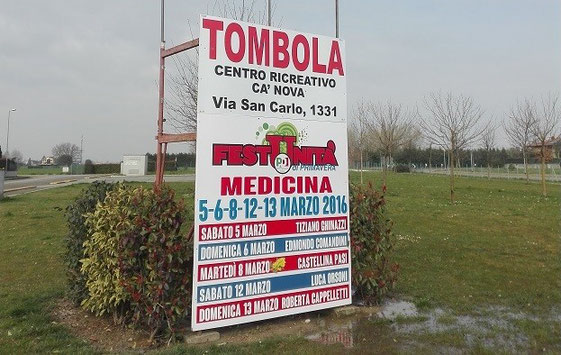 TOMBOLA
CENTRO RICREATIVO
CA' NOVA
Via San Carlo, 1331
FESTUNITA'
PD
di PRIMAVERA
MEDICINA
5-6-8-12-13 MARZO 2016
SABATO 5 MARZO TIZIANO GHINAZZI
DOMENICA 6 MARZO EDMONDO COMANDINI
MARTEDÌ 8 MARZO CASTELLINA PASI
SABATO 12 MARZO LUCA ORSONI
DOMENICA 13 MARZO ROBERTA CAPPELLETTI